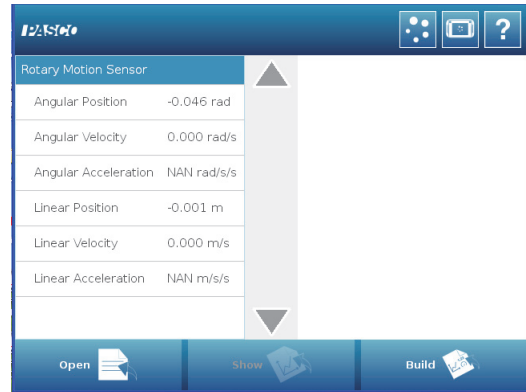 PASCO
?
Rotary Motion Sensor
Angular Position -0.046 rad
Angular Velocity 0.000 rad/s
Angular Acceleration NAN rad/s/s
Linear Position -0.001 m
Linear Velocity 0.000 m/s
Linear Acceleration NAN m/s/s
Open Show Build